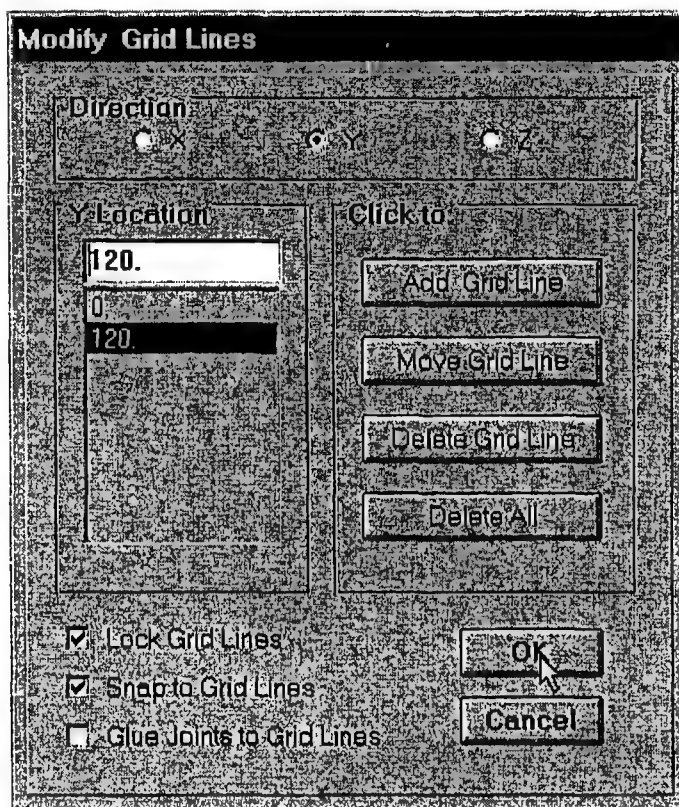 Modify Grid Lines
Direction
X Y Z
Y Location
120.
0.
120.
Click to:
Add Grid Line
Move Grid Line
Delete Grid Line
Delete All
Lock Grid Lines
Snap to Grid Lines
Glue Joints to Grid Lines
OK
Cancel